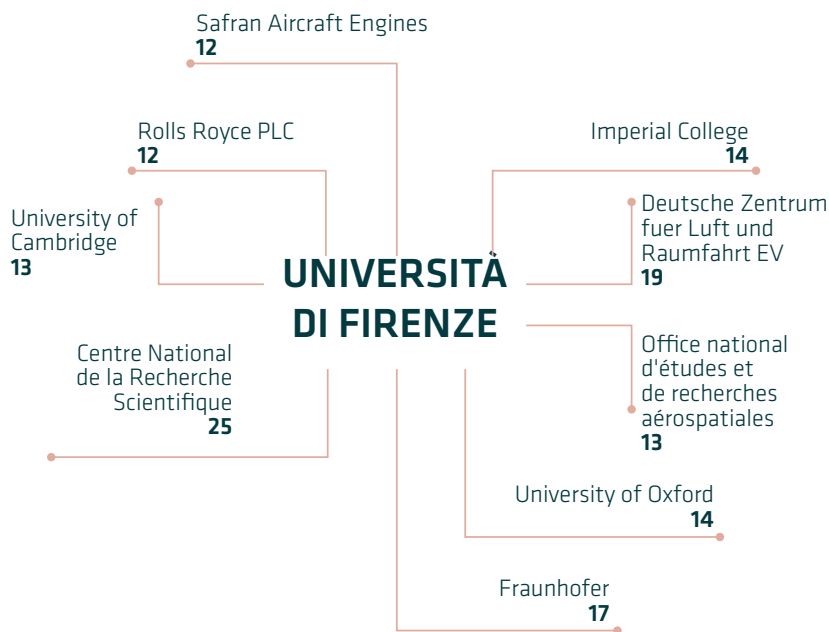 Safran Aircraft Engines
12
Rolls Royce PLC
12
Imperial College
14
University of
Cambridge
13
Deutsche Zentrum
fuer Luft und
Raumfahrt EV
19
UNIVERSITÀ
DI FIRENZE
Centre National
de la Recherche
Scientifique
25
Office national
d'études et
de recherches
aérospatiales
13
University of Oxford
14
Fraunhofer
17